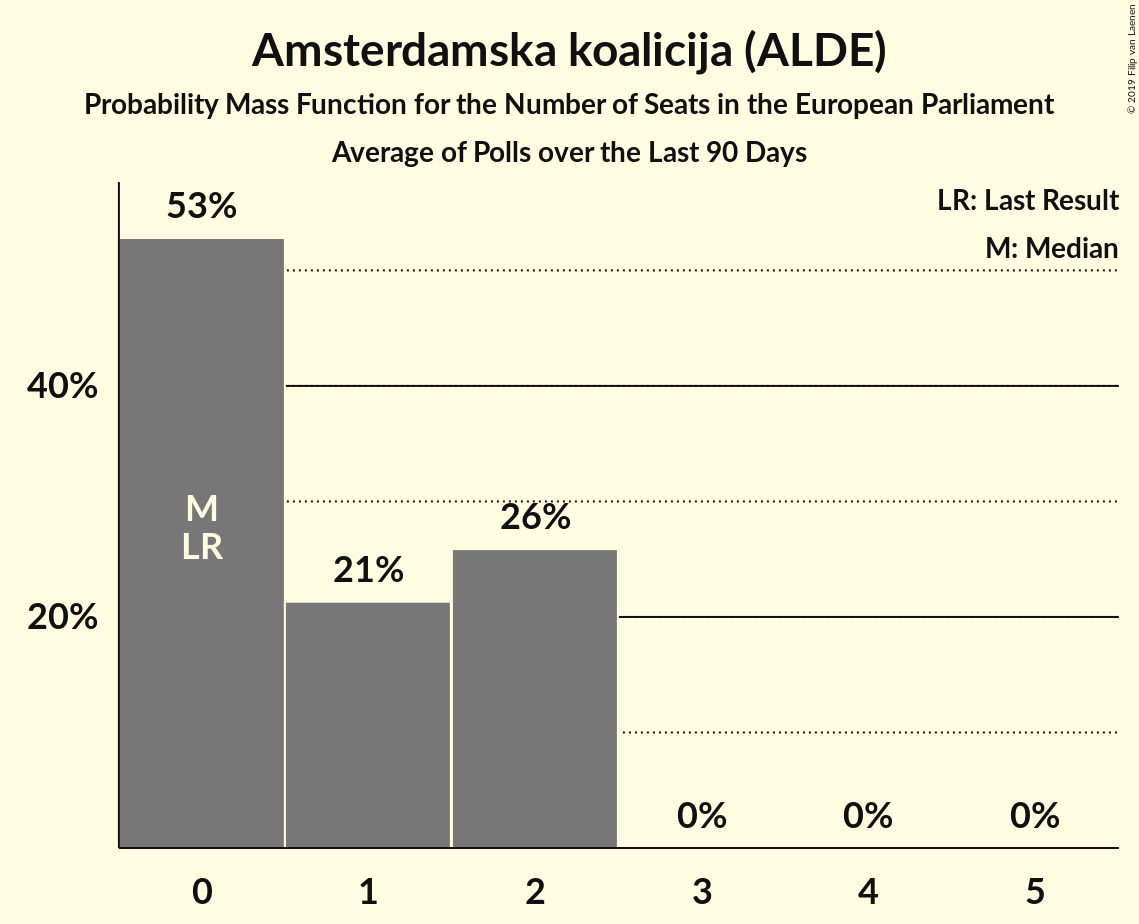 Amsterdamska koalicija (ALDE)
Probability Mass Function for the Number of Seats in the European Parliament
Average of Polls over the Last 90 Days
© 2019 Filip van Laenen
LR: Last Result
M: Median
53%
40%
M
LR
26%
21%
20%
0%
0%
0%
0
1
2
3
4
5